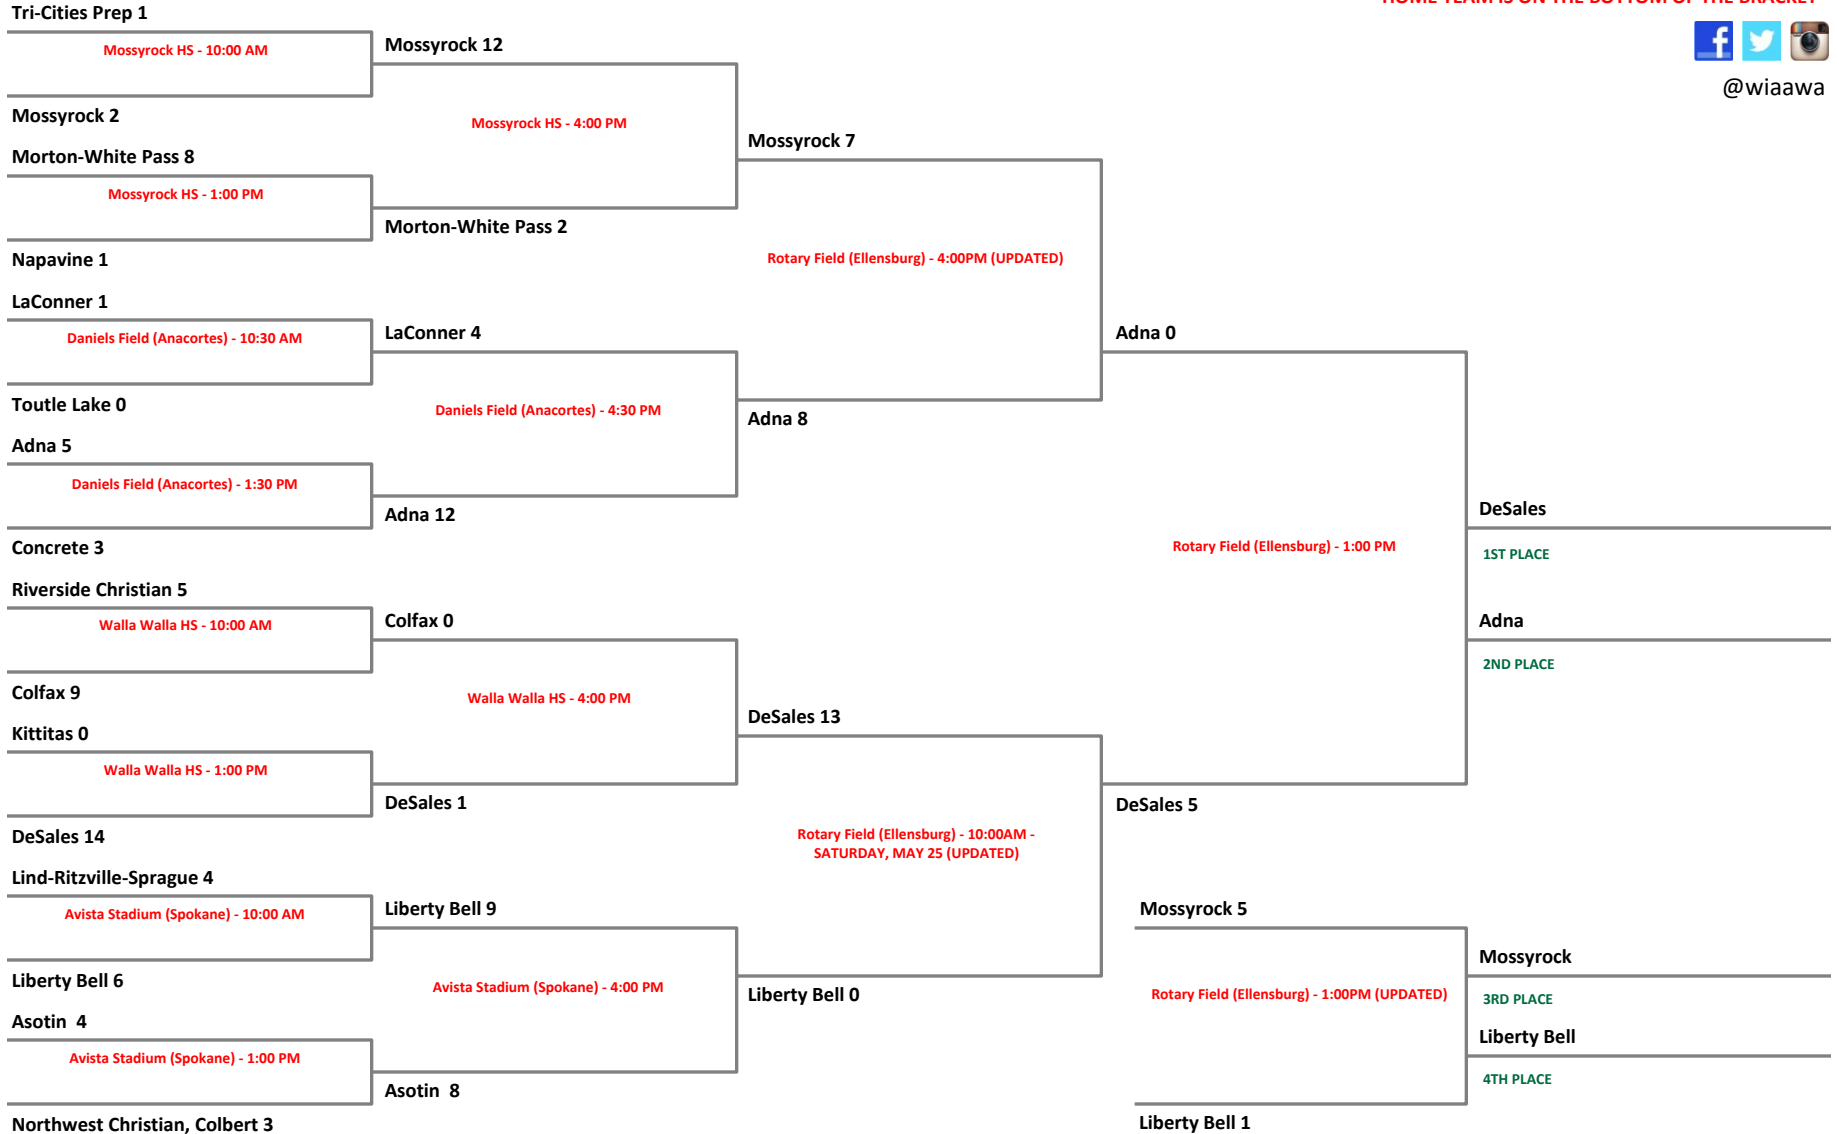 HOME TEAM IS ON THE BOTTOM OF THE BRACKET
@wiaawa
Tri-Cities Prep 1
Mossyrock HS - 10:00 AM
Mossyrock 2
Morton-White Pass 8
Mossyrock HS - 1:00 PM
Napavine 1
LaConner 1
Daniels Field (Anacortes) - 10:30 AM
Toutle Lake 0
Adna 5
Daniels Field (Anacortes) - 1:30 PM
Concrete 3
Riverside Christian 5
Walla Walla HS - 10:00 AM
Colfax 9
Kittitas 0
Walla Walla HS - 1:00 PM
DeSales 14
Lind-Ritzville-Sprague 4
Avista Stadium (Spokane) - 10:00 AM
Liberty Bell 6
Asotin  4
Avista Stadium (Spokane) - 1:00 PM
Northwest Christian, Colbert 3
Mossyrock 12
Mossyrock HS - 4:00 PM
Morton-White Pass 2
LaConner 4
Daniels Field (Anacortes) - 4:30 PM
Adna 12
Colfax 0
Walla Walla HS - 4:00 PM
DeSales 1
Liberty Bell 9
Avista Stadium (Spokane) - 4:00 PM
Asotin  8
Mossyrock 7
Rotary Field (Ellensburg) - 4:00PM (UPDATED)
Adna 8
DeSales 13
Rotary Field (Ellensburg) - 10:00AM -
SATURDAY, MAY 25 (UPDATED)
Liberty Bell 0
Adna 0
Rotary Field (Ellensburg) - 1:00 PM
DeSales 5
Mossyrock 5
Rotary Field (Ellensburg) - 1:00PM (UPDATED)
Liberty Bell 1
DeSales
1ST PLACE
Adna
2ND PLACE
Mossyrock
3RD PLACE
Liberty Bell
4TH PLACE